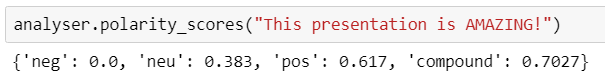 analyser.polarity_scores("This presentation is AMAZING!")
{'neg': 0.0, 'neu': 0.383, 'pos': 0.617, 'compound': 0.7027}